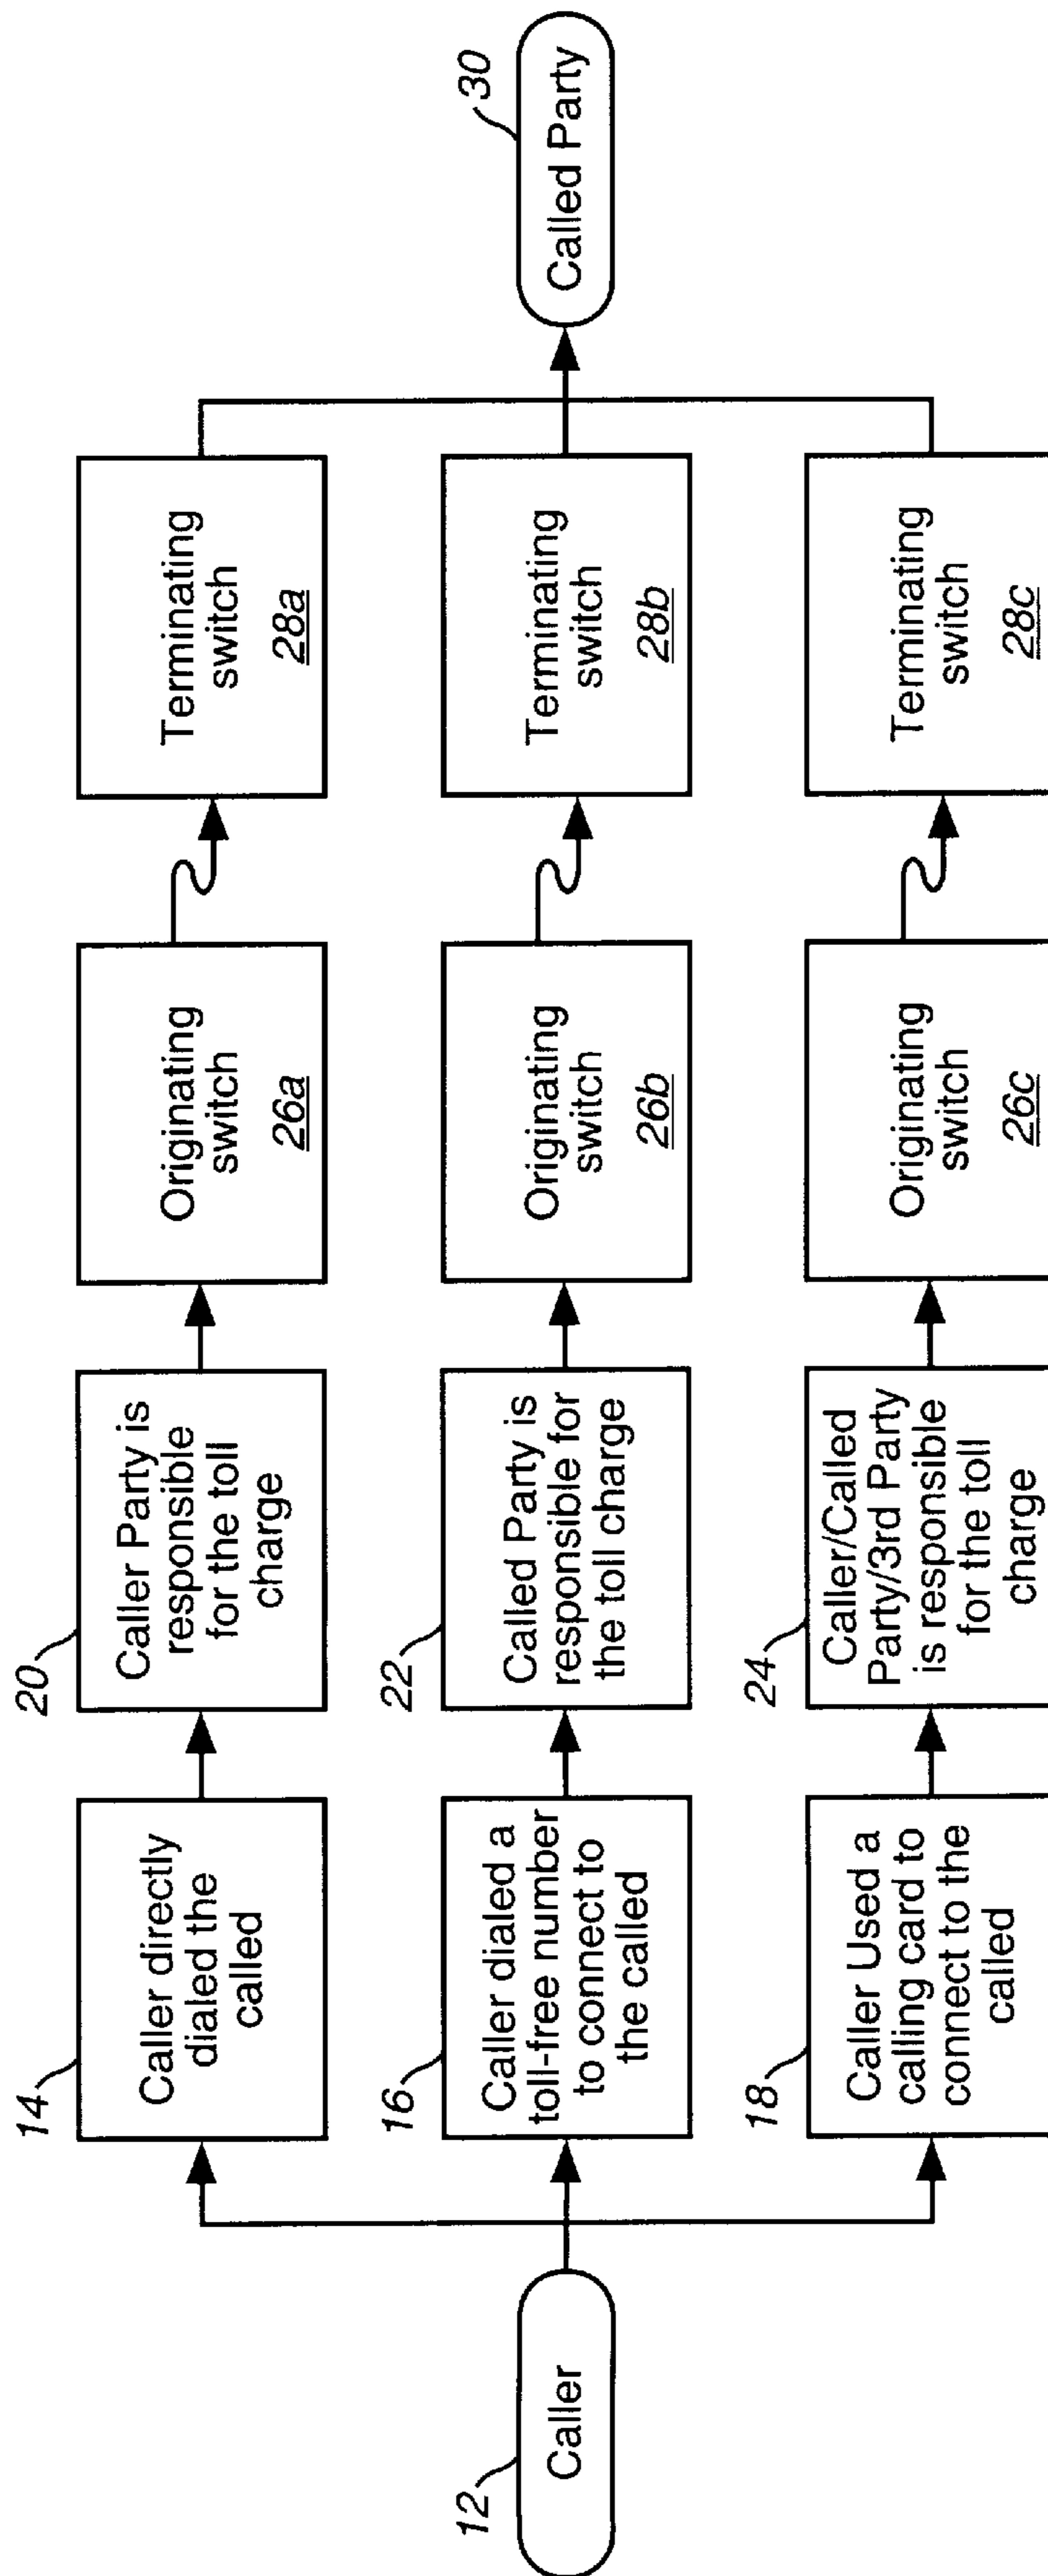 12
Caller
14
Caller directly
dialed the
called
20
Caller Party is
responsible
for the toll
charge
Originating
switch
26a
Terminating
switch
28a
16
Caller dialed a
toll-free number
to connect to
the called
22
Called Party is
responsible for
the toll charge
Originating
switch
26b
Terminating
switch
28b
18
Caller Used a
calling card to
connect to the
called
24
Caller/Called
Party/3rd Party
is responsible
for the toll
charge
Originating
switch
26c
Terminating
switch
28c
30
Called Party